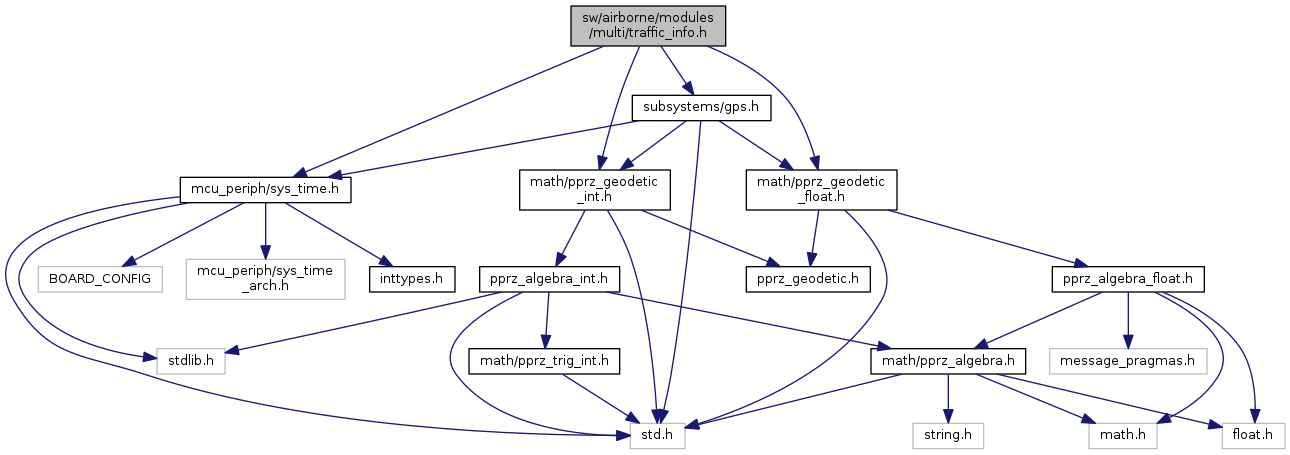 sw/airborne/modules
/multi/traffic_info.h
subsystems/gps.h
mcu_periph/sys_time.h
math/pprz_geodetic
_int.h
math/pprz_geodetic
_float.h
BOARD_CONFIG
mcu_periph/sys_time
_arch.h
inttypes.h
pprz_algebra_int.h
pprz_geodetic.h
pprz_algebra_float.h
stdlib.h
math/pprz_trig_int.h
math/pprz_algebra.h
message_pragmas.h
std.h
string.h
math.h
float.h